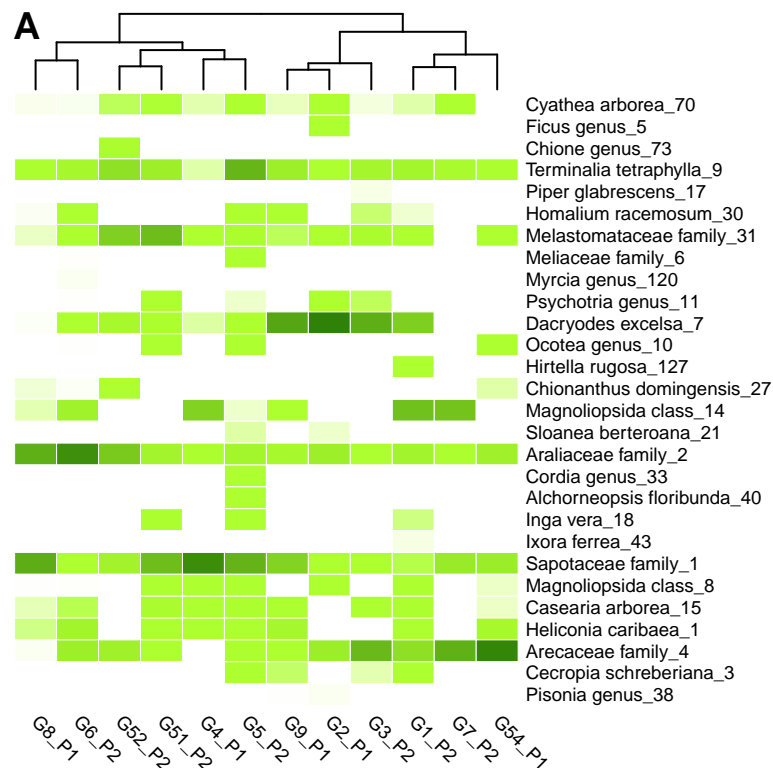 A
Cyathea arborea_70
Ficus genus_5
Chione genus_73
Terminalia tetraphylla_9
Piper glabrescens_17
Homalium racemosum_30
Melastomataceae family_31
Meliaceae family_6
Myrcia genus_120
Psychotria genus_11
Dacryodes excelsa_7
Ocotea genus_10
Hirtella rugosa_127
Chionanthus domingensis_27
Magnoliopsida class_14
Sloanea berteroana_21
Araliaceae family_2
Cordia genus_33
Alchorneopsis floribunda_40
Inga vera_18
Ixora ferrea_43
Sapotaceae family_1
Magnoliopsida class_8
Casearia arborea_15
Heliconia caribaea_1
Arecaceae family_4
Cecropia schreberiana_3
Pisonia genus_38
G8_P1 G6_P2 G52_P2 G51_P2 G4_P1 G5_P2 G9_P1 G2_P1 G3_P2 G1_P2 G7_P2 G54_P1